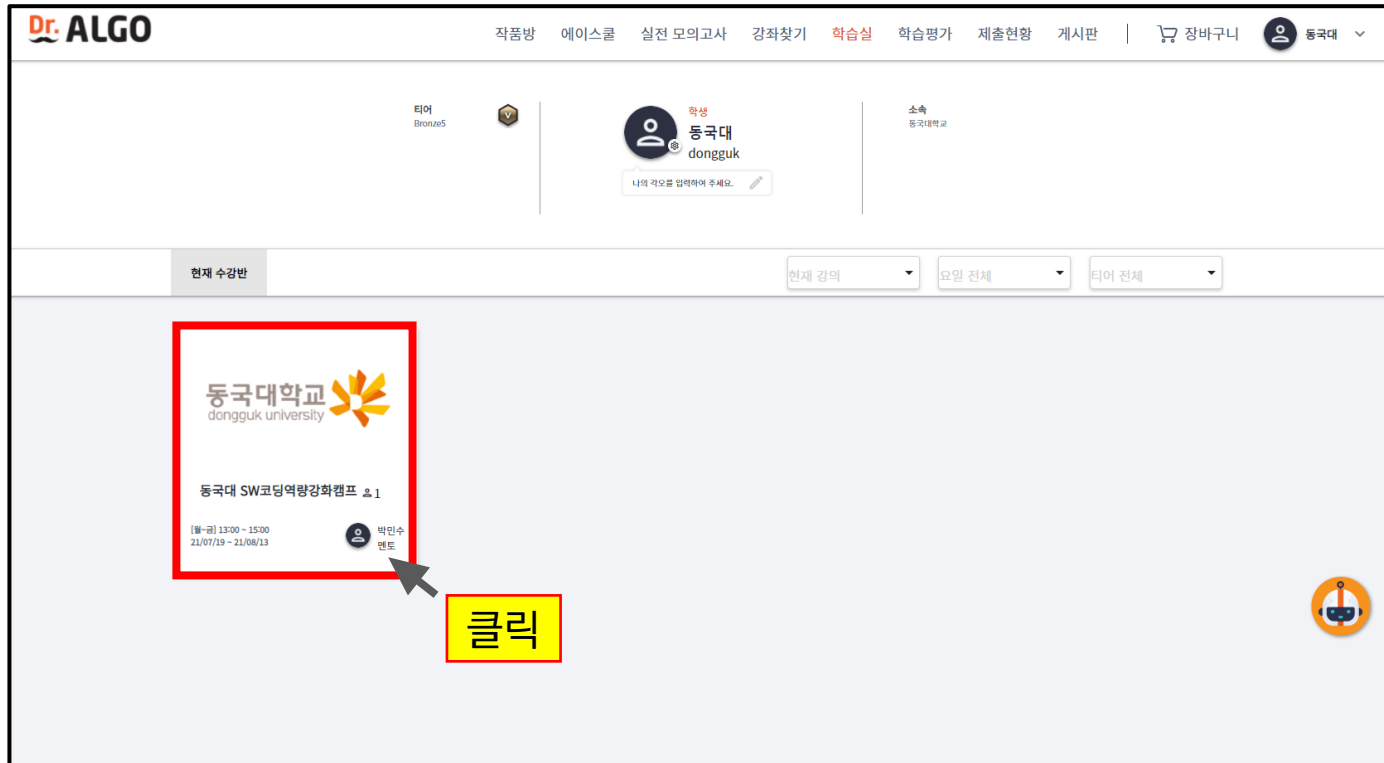 Dr. ALGO
작품방 에이스쿨 실전 모의고사 강좌찾기 학습실 학습평가 제출현황 게시판 장바구니 동국대
티어
Bronze5
V
학생
동국대
dongguk
나의 각오를 입력하여 주세요.
소속
동국대학교
현재 수강반
현재 강의 요일 전체 티어 전체
동국대학교
dongguk university
동국대 SW코딩역량강화캠프 1
[월~금] 13:00 ~ 15:00
21/07/19 ~ 21/08/13
박민수
멘토
클릭